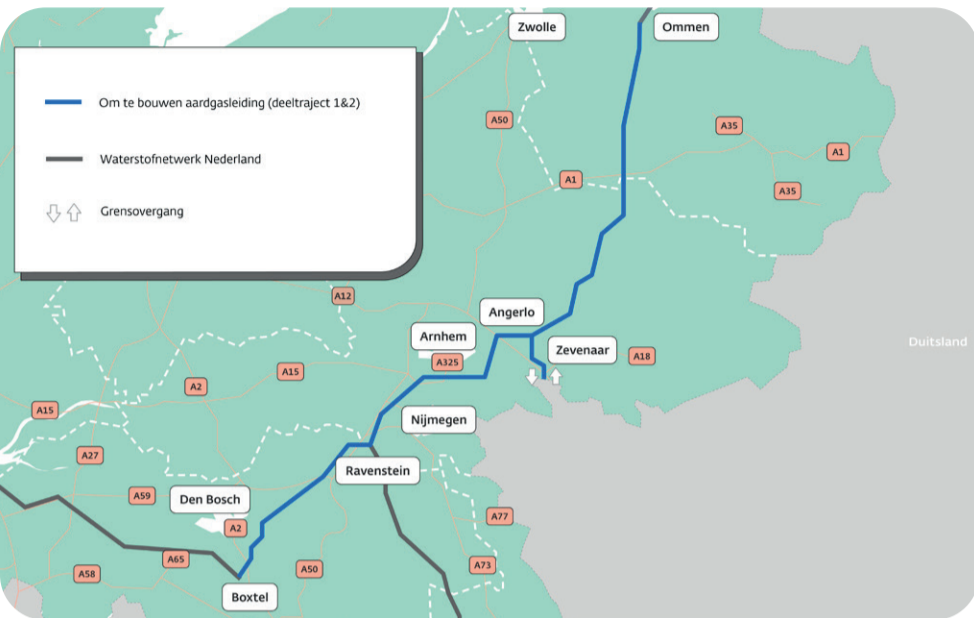 Zwolle
Ommen
Om te bouwen aardgasleiding (deeltraject 1&2)
A50
A35
Waterstofnetwerk Nederland
A1
A1
A35
Grensovergang
A12
Angerlo
Arnhem
Zevenaar
Duitsland
A325
A18
A15
A2
A15
Nijmegen
A27
Ravenstein
A59
Den Bosch
A77
A2
A65
A73
A58
A50
Boxtel